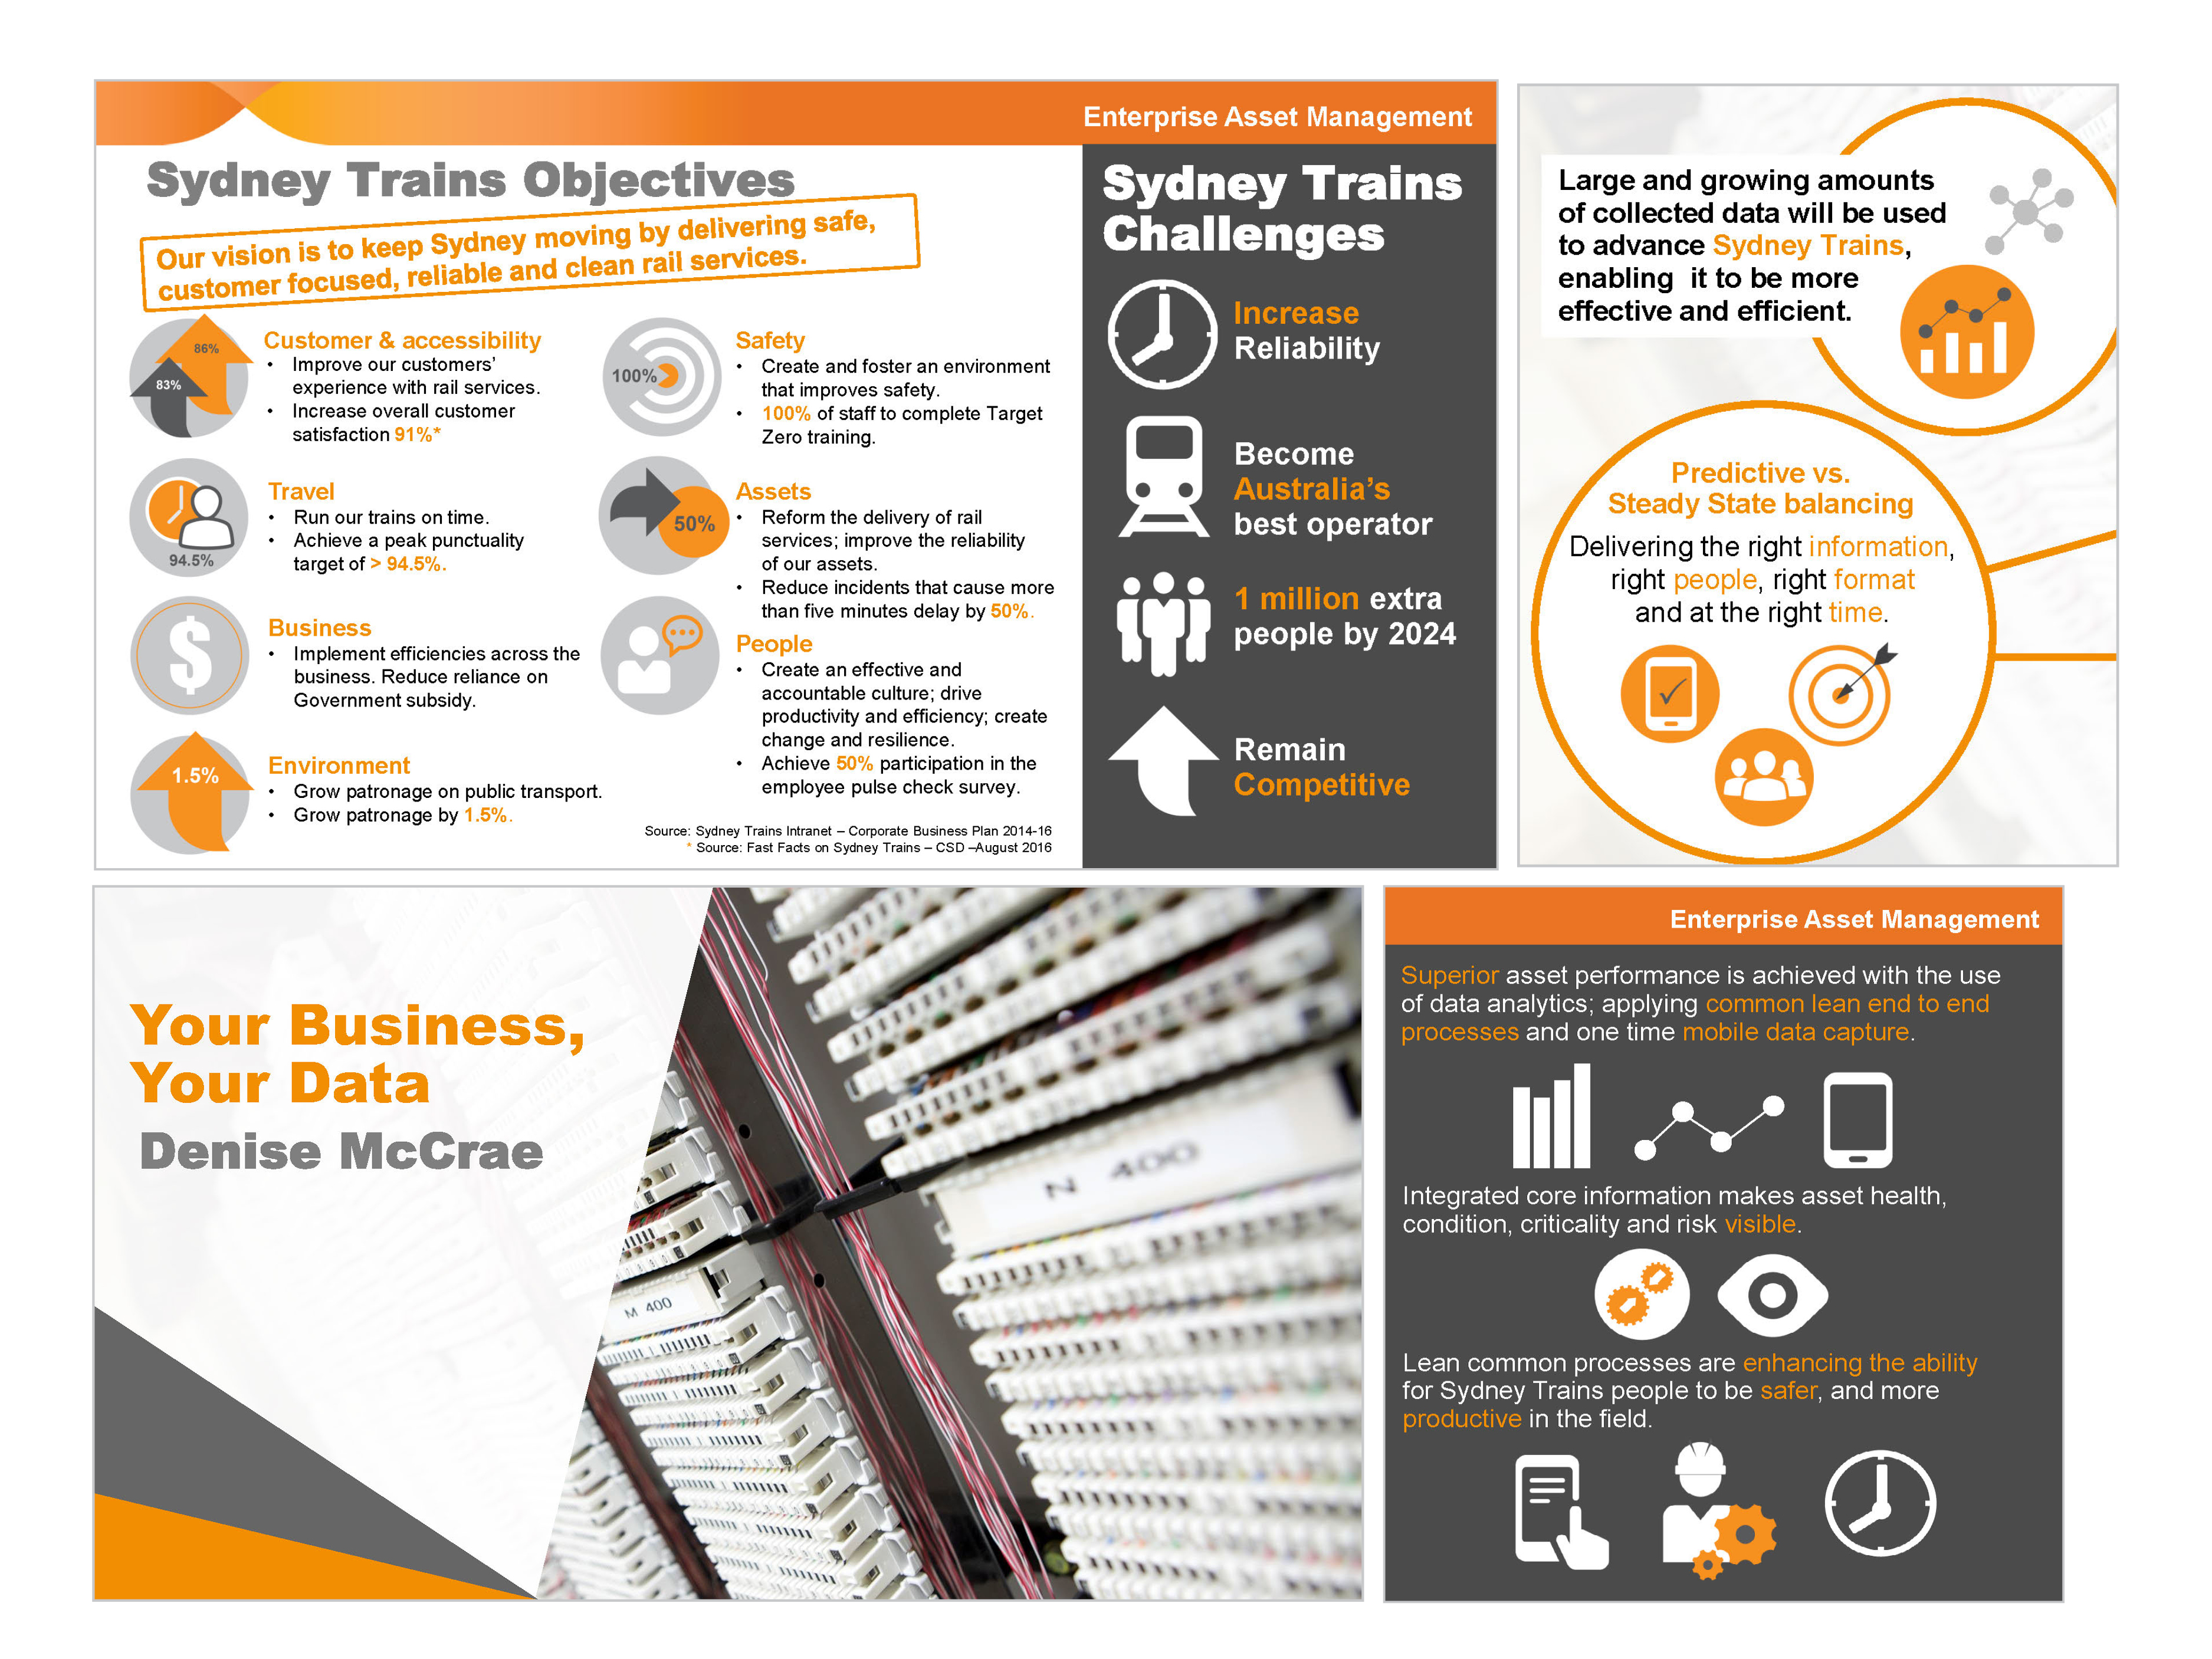 Enterprise Asset Management
Sydney Trains Objectives
Our vision is to keep Sydney moving by delivering safe,
customer focused, reliable and clean rail services.
86%
83%
Customer & accessibility
• Improve our customers’
experience with rail services.
• Increase overall customer
satisfaction 91%*
94.5%
Travel
• Run our trains on time.
• Achieve a peak punctuality
target of > 94.5%.
$
Business
• Implement efficiencies across the
business. Reduce reliance on
Government subsidy.
1.5%
Environment
• Grow patronage on public transport.
• Grow patronage by 1.5%.
100%
Safety
• Create and foster an environment
that improves safety.
• 100% of staff to complete Target
Zero training.
50%
Assets
• Reform the delivery of rail
services; improve the reliability
of our assets.
• Reduce incidents that cause more
than five minutes delay by 50%.
People
• Create an effective and
accountable culture; drive
productivity and efficiency; create
change and resilience.
• Achieve 50% participation in the
employee pulse check survey.
Source: Sydney Trains Intranet – Corporate Business Plan 2014-16
* Source: Fast Facts on Sydney Trains – CSD –August 2016
Sydney Trains
Challenges
Increase
Reliability
Become
Australia’s
best operator
1 million extra
people by 2024
Remain
Competitive
Large and growing amounts
of collected data will be used
to advance Sydney Trains,
enabling it to be more
effective and efficient.
Predictive vs.
Steady State balancing
Delivering the right information,
right people, right format
and at the right time.
Your Business,
Your Data
Denise McCrae
N 400
M 400
Enterprise Asset Management
Superior asset performance is achieved with the use
of data analytics; applying common lean end to end
processes and one time mobile data capture.
Integrated core information makes asset health,
condition, criticality and risk visible.
Lean common processes are enhancing the ability
for Sydney Trains people to be safer, and more
productive in the field.